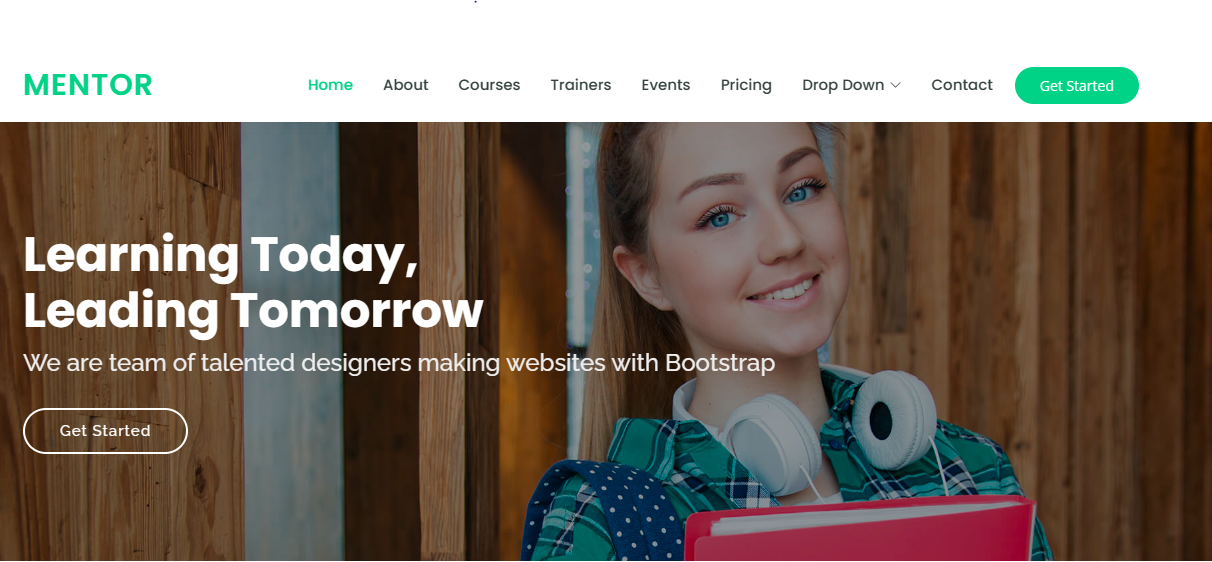 MENTOR
Home About Courses Trainers Events Pricing Drop Down Contact Get Started
Learning Today,
Leading Tomorrow
We are team of talented designers making websites with Bootstrap
Get Started